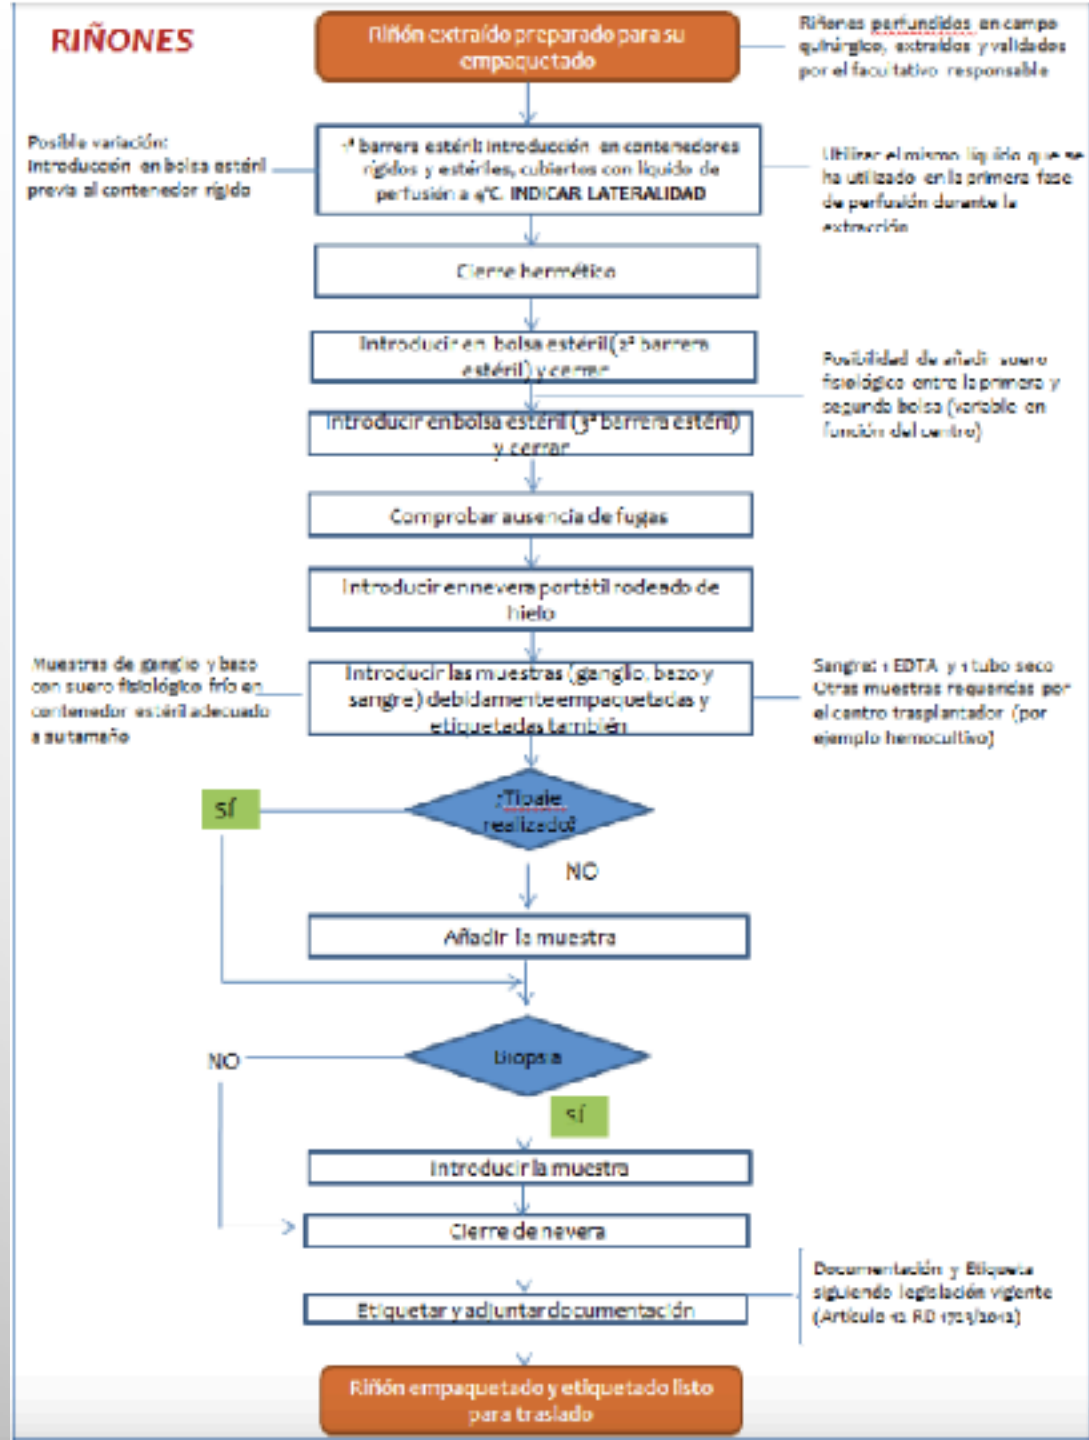 RIÑONES
Riñón extraído preparado para su
empaquetado
Riñones perfundidos en campo
quirúrgico, extraídos y validados
por el facultativo responsable
Posible variación:
Introducción en bolsa estéril
previa al contenedor rígido
1ª barrera estéril: Introducción en contenedores
rígidos y estériles, cubiertos con líquido de
perfusión a 4ºC. INDICAR LATERALIDAD
Utilizar el mismo líquido que se
ha utilizado en la primera fase
de perfusión durante la
extracción
Cierre hermético
Introducir en bolsa estéril (2ª barrera
estéril) y cerrar
Posibilidad de añadir suero
fisiológico entre la primera y
segunda bolsa (variable en
función del centro)
Introducir en bolsa estéril (3ª barrera estéril)
y cerrar
Comprobar ausencia de fugas
Introducir en nevera portátil rodeado de
hielo
Muestras de ganglio y bazo
con suero fisiológico frío en
contenedor estéril adecuado
a su tamaño
Introducir las muestras (ganglio, bazo y
sangre) debidamente empaquetadas y
etiquetadas también
Sangre: 1 EDTA y 1 tubo seco
Otras muestras requeridas por
el centro trasplantador (por
ejemplo hemocultivo)
SÍ
¿Tipaje
realizado?
NO
Añadir la muestra
NO
Biopsia
SÍ
Introducir la muestra
Cierre de nevera
Documentación y Etiqueta
siguiendo legislación vigente
(Artículo 12 RD 1723/2012)
Etiquetar y adjuntar documentación
Riñón empaquetado y etiquetado listo
para traslado